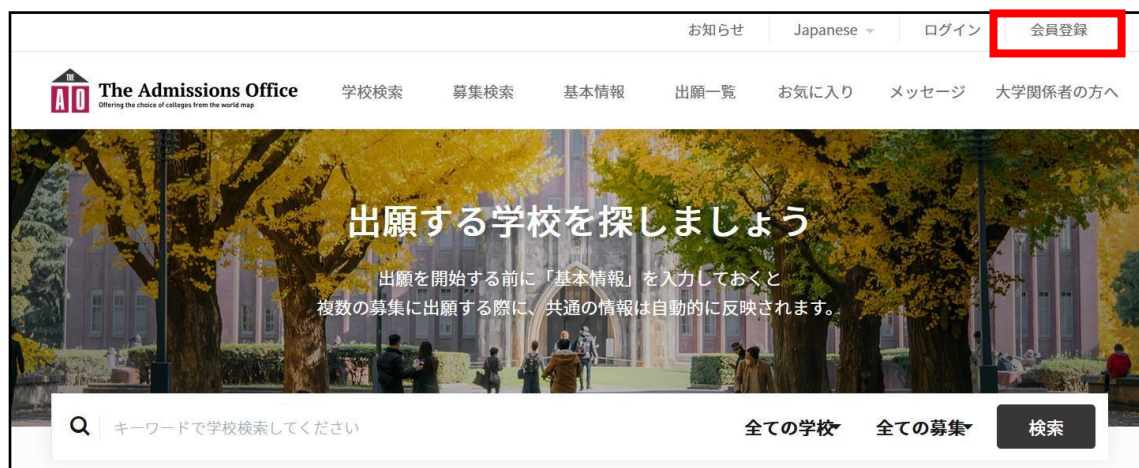 お知らせ Japanese ログイン 会員登録
THE
AO The Admissions Office
Offering the choice of colleges from the world map
学校検索 募集検索 基本情報 出願一覧 お気に入り メッセージ 大学関係者の方へ
出願する学校を探しましょう
出願を開始する前に「基本情報」を入力しておくと
複数の募集に出願する際に、共通の情報は自動的に反映されます。
キーワードで学校検索してください 全ての学校 全ての募集 検索